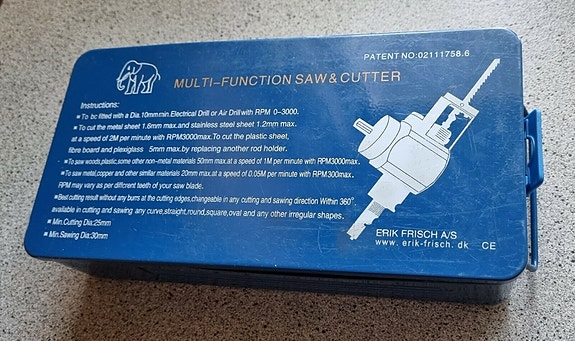 PATENT NO:02111758.6
MULTI-FUNCTION SAW & CUTTER
Instructions:
■ To be fitted with a Dia.10mm min.Electrical Drill or Air Drill with RPM 0-3000.
■ To cut the metal sheet 1.6mm max.and stainless steel sheet 1.2mm max.
at a speed of 2M per minute with RPM3000max.To cut the plastic sheet,
fibre board and plexiglass 5mm max.by replacing another rod holder.
■ To saw woods,plastic,some other non-metal materials 50mm max.at a speed of 1M per minute with RPM3000max.
■ To saw metal,copper and other similiar materials 20mm max.at a speed of 0.05M per minute with RPM300max.
RPM may vary as per different teeth of your saw blade.
■ Best cutting result without any burrs at the cutting edges,changeable in any cutting and sawing direction Within 360°
available in cutting and sawing any curve,straight,round,square,oval and any other irregular shapes.
■ Min.Cutting Dia:25mm
■ Min.Sawing Dia:30mm
ERIK FRISCH A/S
www. erik-frisch. dk CE